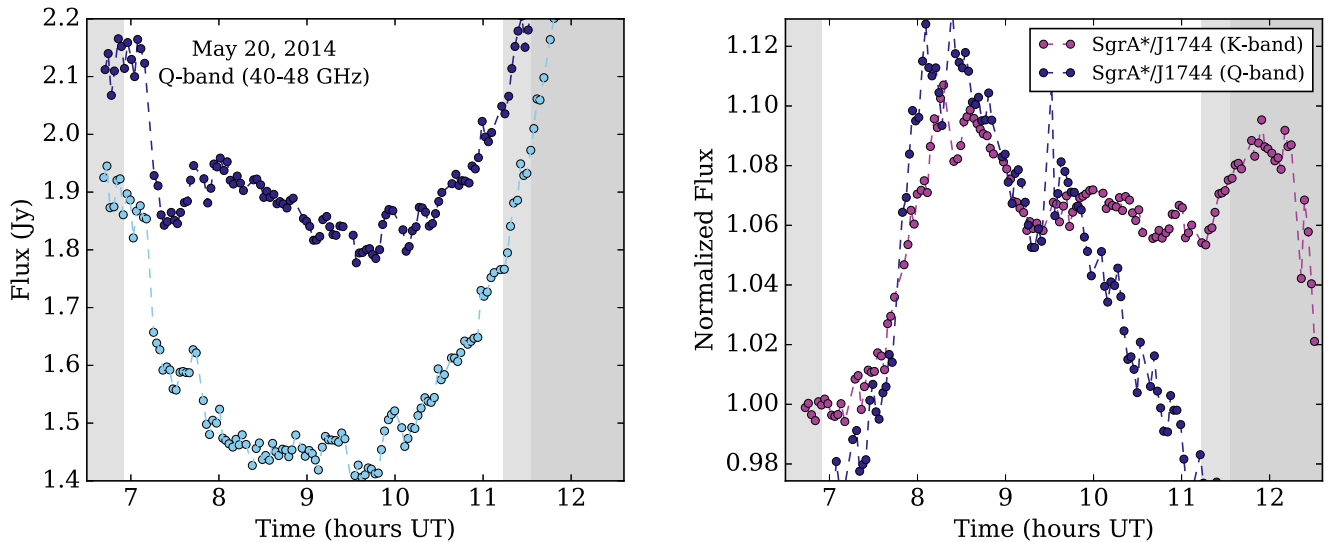 May 20, 2014
Q-band (40-48 GHz)
Flux (Jy)
2.2
2.1
2.0
1.9
1.8
1.7
1.6
1.5
1.4
7 8 9 10 11 12
Time (hours UT)
SgrA*/J1744 (K-band)
SgrA*/J1744 (Q-band)
Normalized Flux
1.12
1.10
1.08
1.06
1.04
1.02
1.00
0.98
7 8 9 10 11 12
Time (hours UT)